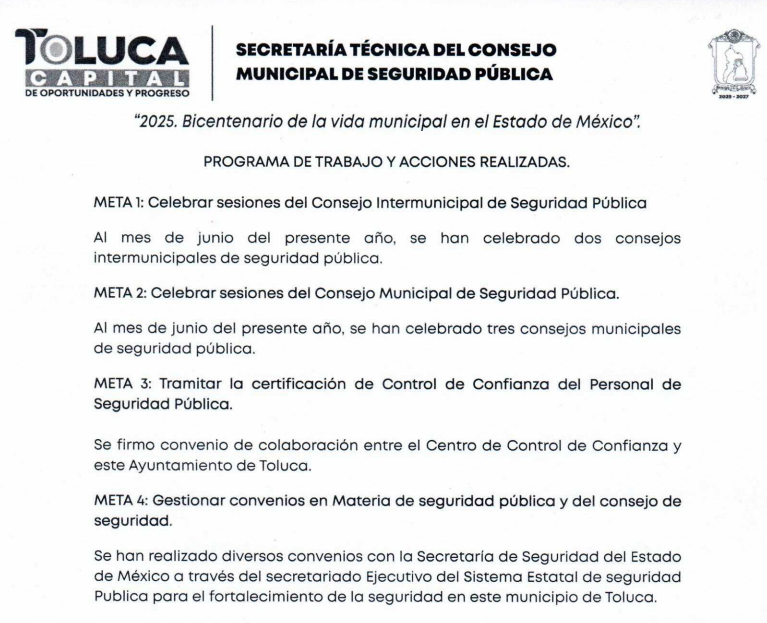 TOLUCA
CAPITAL
DE OPORTUNIDADES Y PROGRESO
SECRETARÍA TÉCNICA DEL CONSEJO
MUNICIPAL DE SEGURIDAD PÚBLICA
2025 - 2027
“2025. Bicentenario de la vida municipal en el Estado de México”.
PROGRAMA DE TRABAJO Y ACCIONES REALIZADAS.
META 1: Celebrar sesiones del Consejo Intermunicipal de Seguridad Pública
Al mes de junio del presente año, se han celebrado dos consejos
intermunicipales de seguridad pública.
META 2: Celebrar sesiones del Consejo Municipal de Seguridad Pública.
Al mes de junio del presente año, se han celebrado tres consejos municipales
de seguridad pública.
META 3: Tramitar la certificación de Control de Confianza del Personal de
Seguridad Pública.
Se firmo convenio de colaboración entre el Centro de Control de Confianza y
este Ayuntamiento de Toluca.
META 4: Gestionar convenios en Materia de seguridad pública y del consejo de
seguridad.
Se han realizado diversos convenios con la Secretaría de Seguridad del Estado
de México a través del secretariado Ejecutivo del Sistema Estatal de seguridad
Publica para el fortalecimiento de la seguridad en este municipio de Toluca.